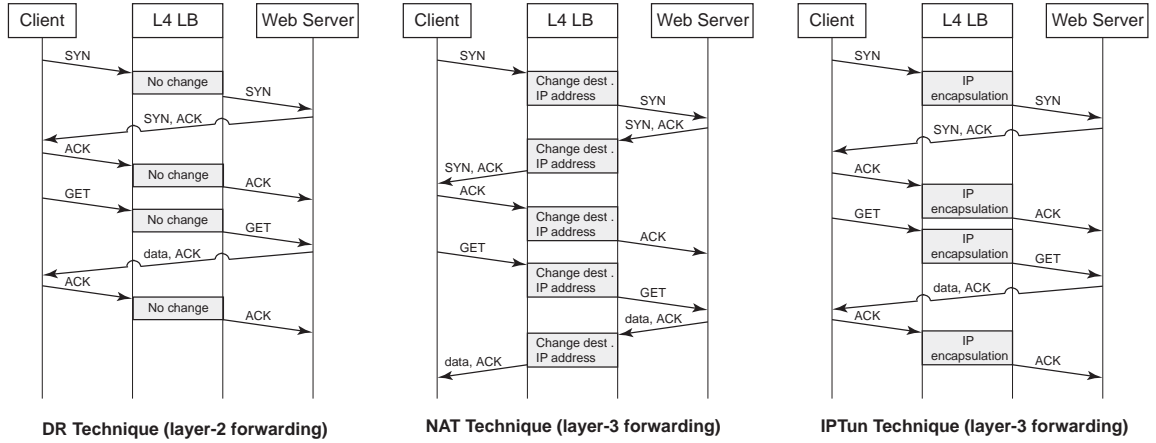 Client
L4 LB
Web Server
SYN
No change
SYN
SYN, ACK
ACK
No change
ACK
GET
No change
GET
data, ACK
ACK
No change
ACK
DR Technique (layer-2 forwarding)
Client
L4 LB
Web Server
SYN
Change dest .
IP address
SYN
SYN, ACK
Change dest .
IP address
SYN, ACK
ACK
Change dest .
IP address
ACK
GET
Change dest .
IP address
GET
data, ACK
Change dest .
IP address
data, ACK
NAT Technique (layer-3 forwarding)
Client
L4 LB
Web Server
SYN
IP
encapsulation
SYN
SYN, ACK
ACK
IP
encapsulation
ACK
GET
IP
encapsulation
GET
data, ACK
ACK
IP
encapsulation
ACK
IPTun Technique (layer-3 forwarding)